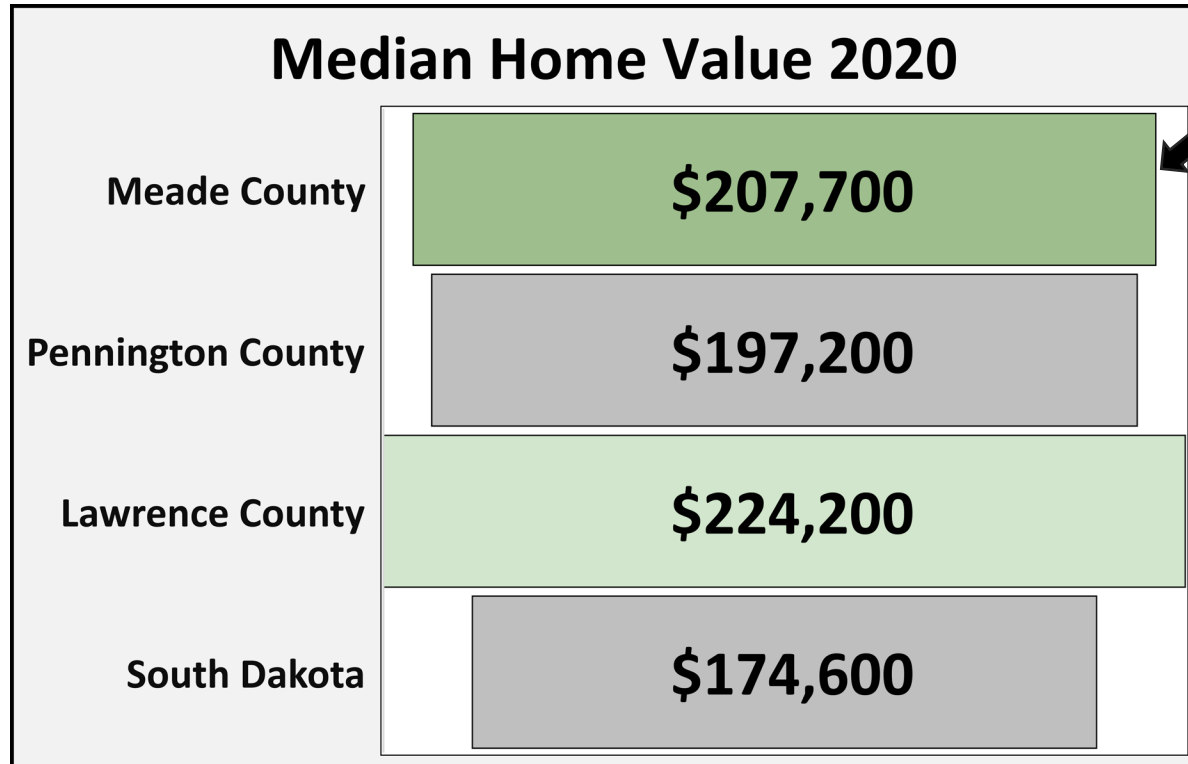 Median Home Value 2020
Meade County $207,700
Pennington County $197,200
Lawrence County $224,200
South Dakota $174,600